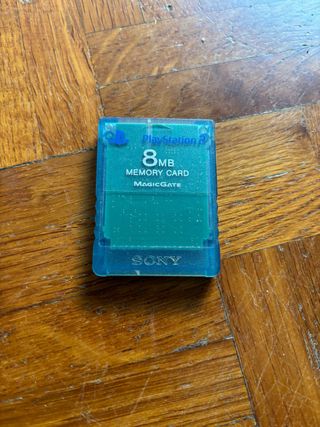 PlayStation 2
8MB
MEMORY CARD
MAGICGATE
SONY